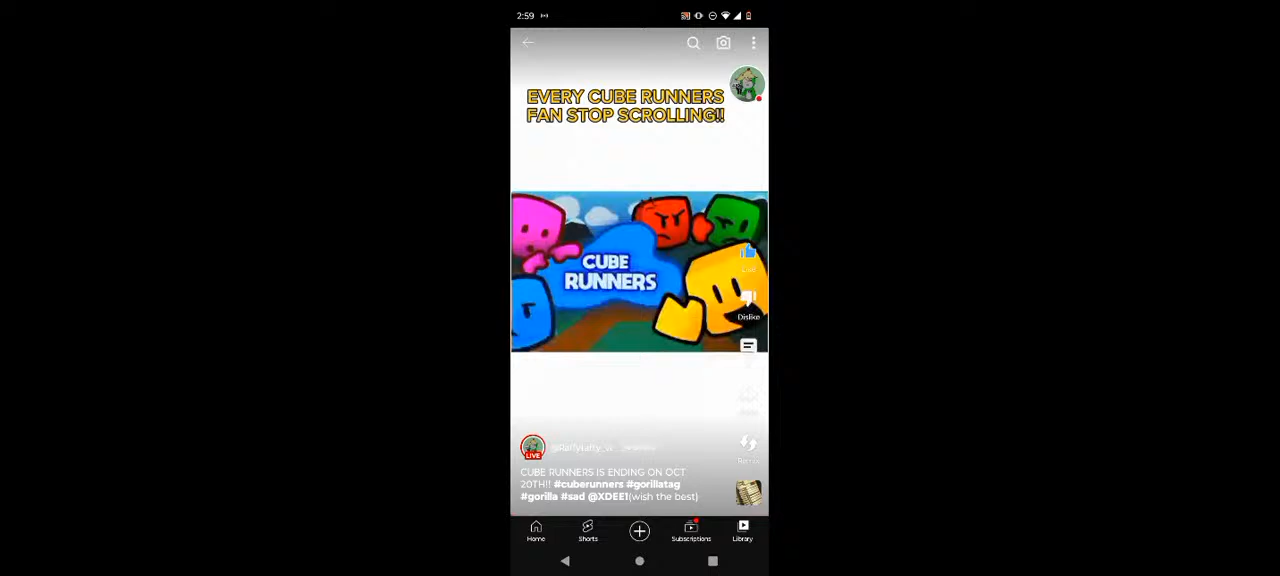 2:59
EVERY CUBE RUNNERS
FAN STOP SCROLLING!!
CUBE
RUNNERS
Like
Dislike
Remix
LIVE
CUBE RUNNERS IS ENDING ON OCT
20TH!! #cuberunners #gorillatag
#gorilla #sad @XDEE1(wish the best)
Home
Shorts
Subscriptions
Library